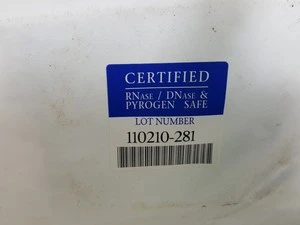 CERTIFIED
RNASE / DNASE &
PYROGEN SAFE
LOT NUMBER
110210-281